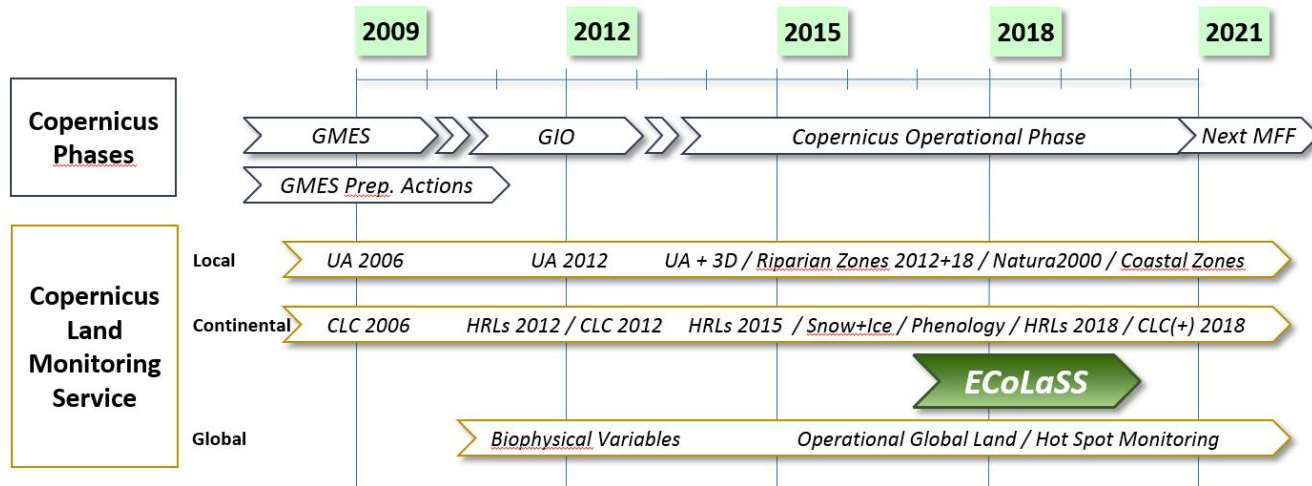 2009 2012 2015 2018 2021
Copernicus
Phases
GMES GIO Copernicus Operational Phase Next MFF
GMES Prep. Actions
Copernicus
Land
Monitoring
Service
Local UA 2006 UA 2012 UA + 3D / Riparian Zones 2012+18 / Natura2000 / Coastal Zones
Continental CLC 2006 HRLs 2012 / CLC 2012 HRLs 2015 / Snow+Ice / Phenology / HRLs 2018 / CLC(+) 2018
ECoLaSS
Global Biophysical Variables Operational Global Land / Hot Spot Monitoring